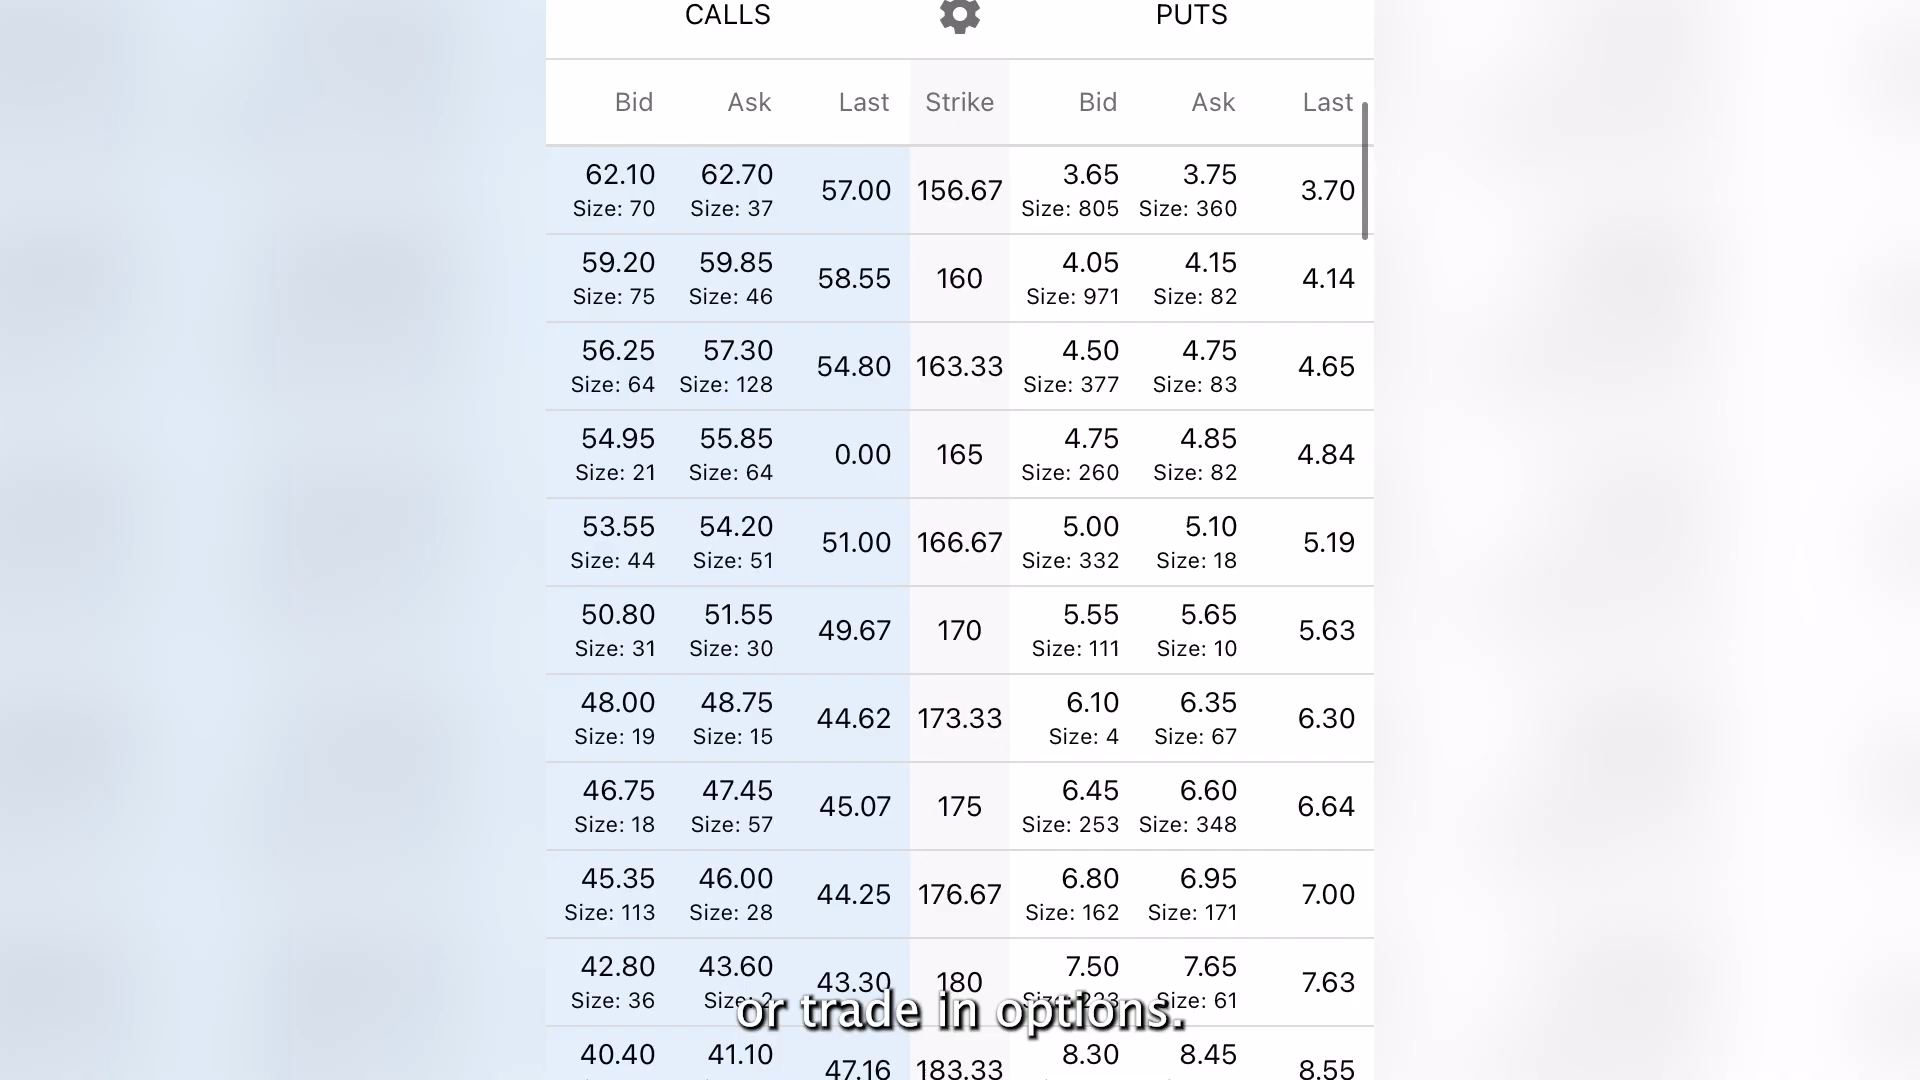 CALLS PUTS
Bid Ask Last Strike Bid Ask Last
62.10 62.70 57.00 156.67 3.65 3.75 3.70
Size: 70 Size: 37 Size: 805 Size: 360
59.20 59.85 58.55 160 4.05 4.15 4.14
Size: 75 Size: 46 Size: 971 Size: 82
56.25 57.30 54.80 163.33 4.50 4.75 4.65
Size: 64 Size: 128 Size: 377 Size: 83
54.95 55.85 0.00 165 4.75 4.85 4.84
Size: 21 Size: 64 Size: 260 Size: 82
53.55 54.20 51.00 166.67 5.00 5.10 5.19
Size: 44 Size: 51 Size: 332 Size: 18
50.80 51.55 49.67 170 5.55 5.65 5.63
Size: 31 Size: 30 Size: 111 Size: 10
48.00 48.75 44.62 173.33 6.10 6.35 6.30
Size: 19 Size: 15 Size: 4 Size: 67
46.75 47.45 45.07 175 6.45 6.60 6.64
Size: 18 Size: 57 Size: 253 Size: 348
45.35 46.00 44.25 176.67 6.80 6.95 7.00
Size: 113 Size: 28 Size: 162 Size: 171
42.80 43.60 43.30 180 7.50 7.65 7.63
Size: 36 Size: 2 Size: Size: 61
or trade in options.
40.40 41.10 47.16 183.33 8.30 8.45 8.55